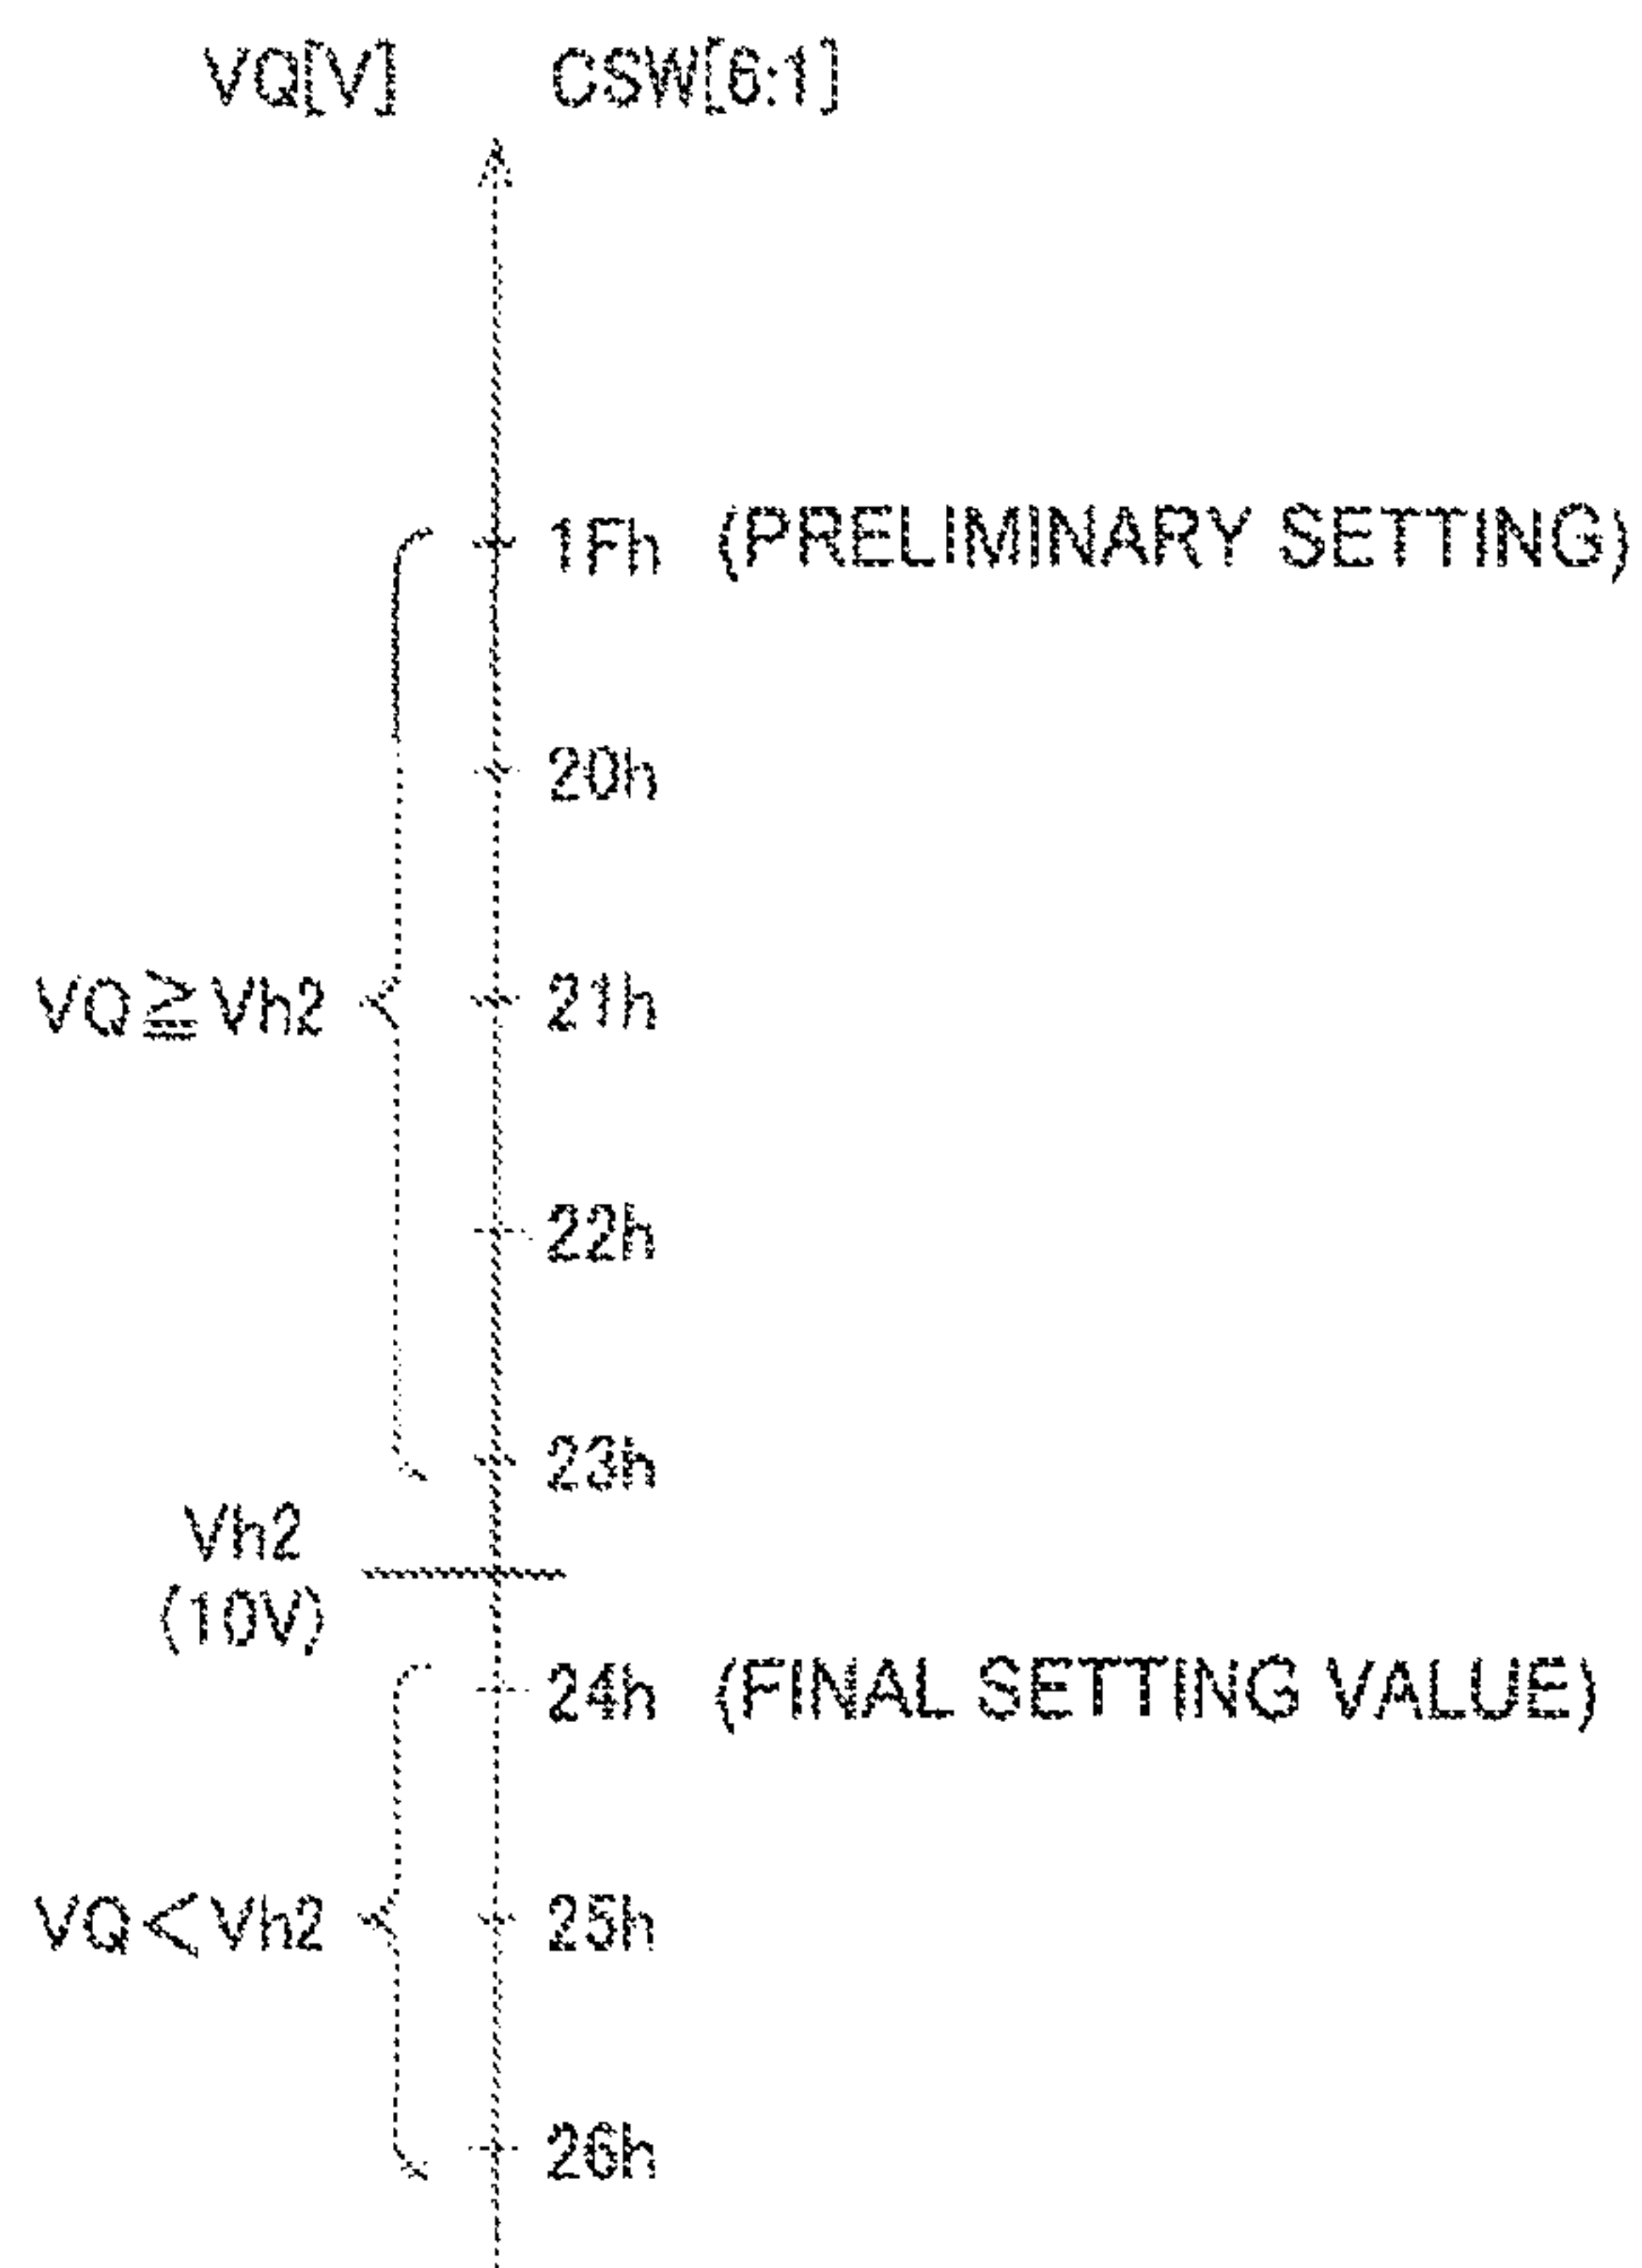 VQ[V] CSW[6:1]
1Fh (PRELIMINARY SETTING)
20h
VQ≧Vh2 21h
22h
23h
Vh2
(10V)
24h (FINAL SETTING VALUE)
VQ<Vh2 25h
26h